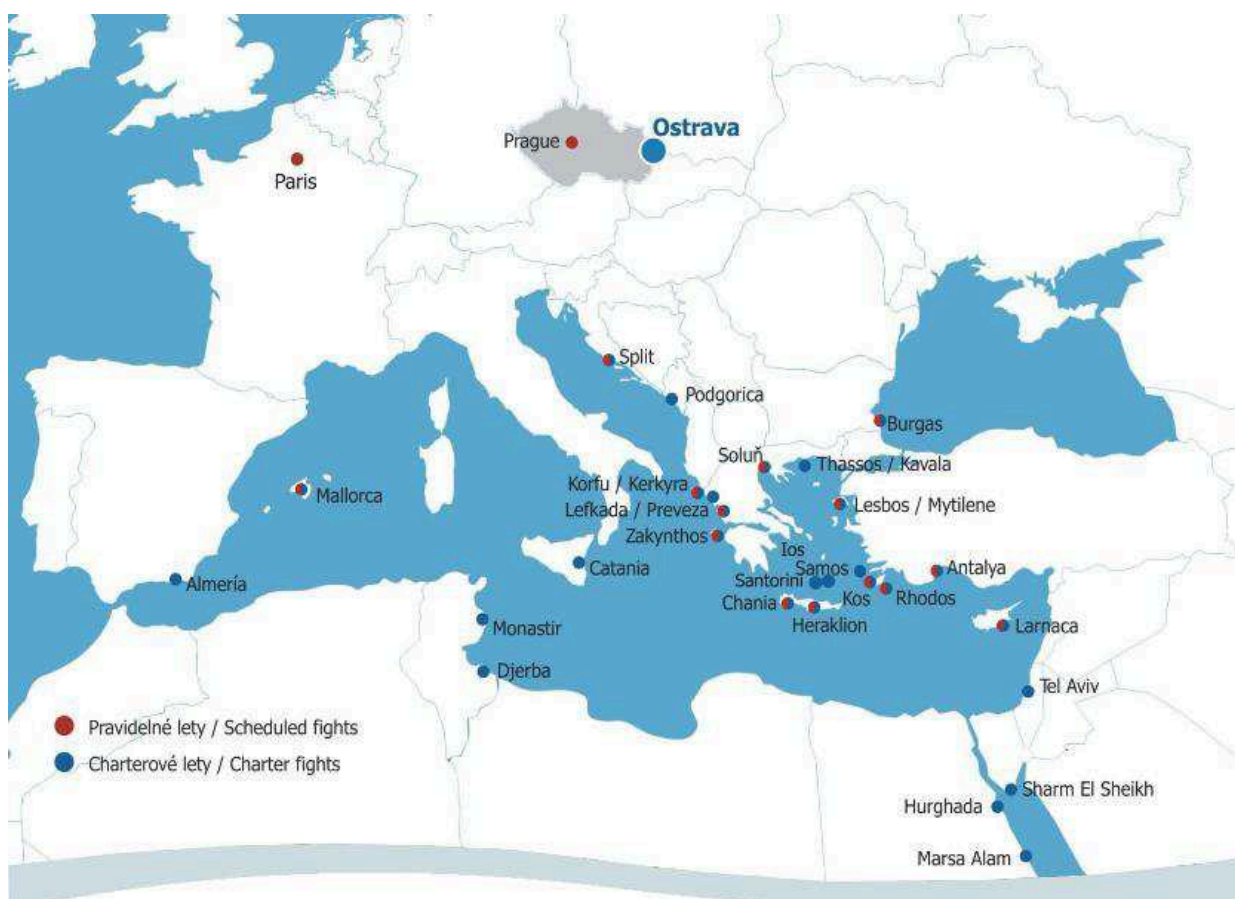 Ostrava
Prague
Paris
Split
Podgorica
Burgas
Soluň
Thassos / Kavala
Korfu / Kerkyra
Mallorca
Lesbos / Mytilene
Lefkada / Preveza
Zakynthos
Ios
Catania
Samos
Antalya
Almería
Santorini
Chania
Kos
Rhodos
Heraklion
Larnaca
Monastir
Djerba
Tel Aviv
Pravidelné lety / Scheduled fights
Charterové lety / Charter fights
Sharm El Sheikh
Hurghada
Marsa Alam